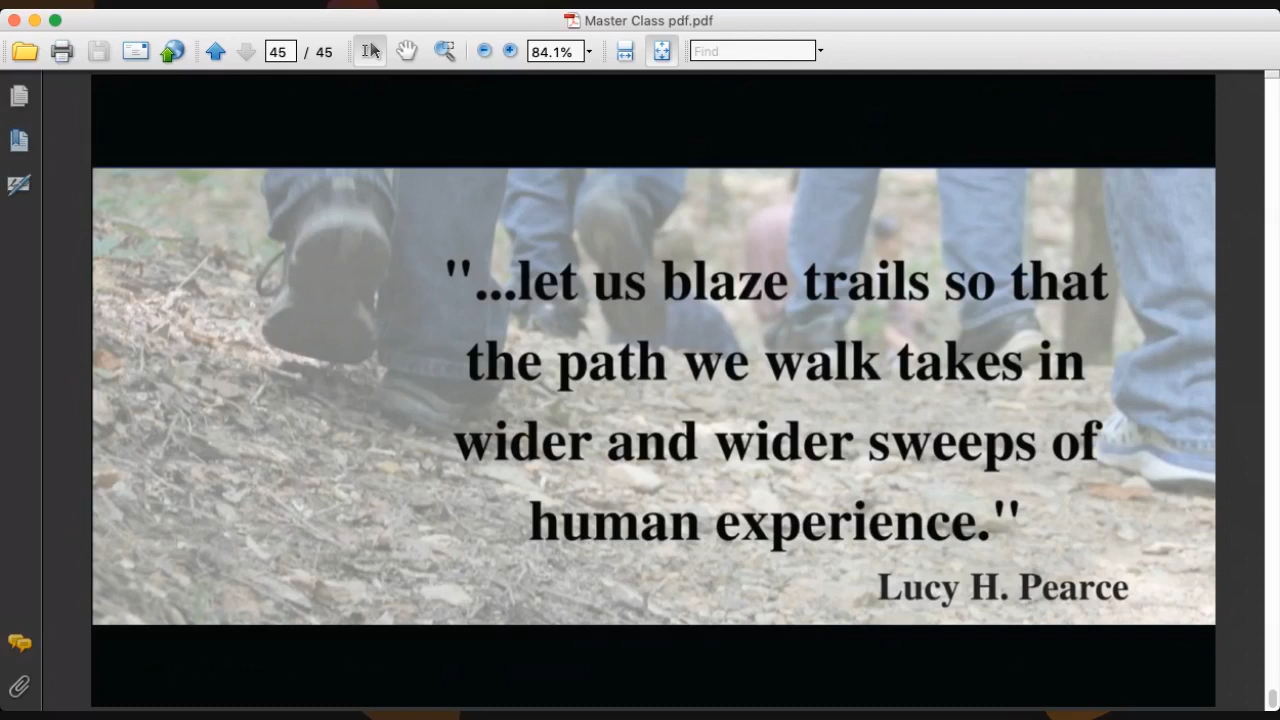 Master Class pdf.pdf
45 / 45
84.1%
Find
"...let us blaze trails so that
the path we walk takes in
wider and wider sweeps of
human experience."
Lucy H. Pearce